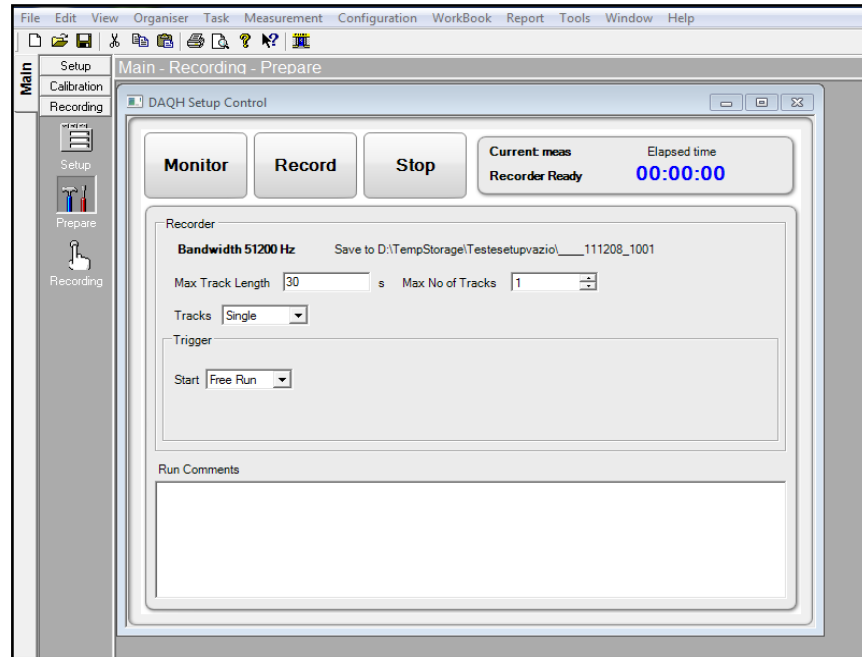 File Edit View Organiser Task Measurement Configuration WorkBook Report Tools Window Help
Main
Setup
Calibration
Recording
Setup
Prepare
Recording
Main - Recording - Prepare
DAQH Setup Control
Monitor Record Stop
Current meas Elapsed time
Recorder Ready 00:00:00
Recorder
Bandwidth 51200 Hz Save to D:\TempStorage\Testesetupvazio\____111208_1001
Max Track Length 30 s Max No of Tracks 1
Tracks Single
Trigger
Start Free Run
Run Comments